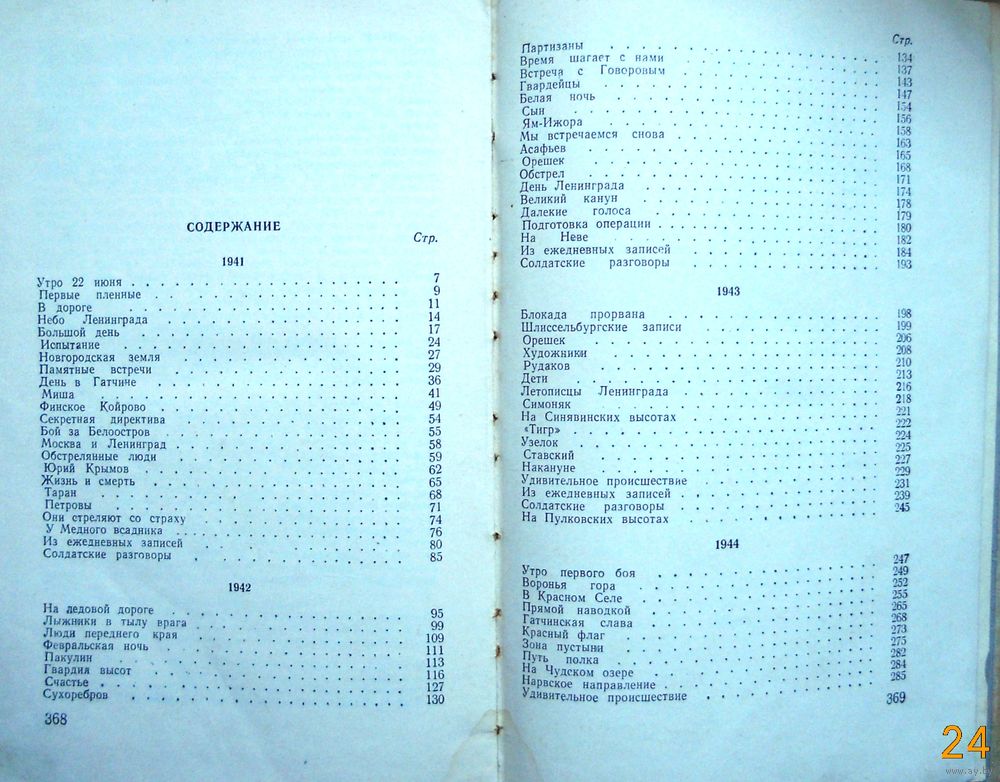 СОДЕРЖАНИЕ
Стр.
1941
Утро 22 июня 7
Первые пленные 9
В дороге 11
Небо Ленинграда 14
Большой день 17
Испытание 24
Новгородская земля 27
Памятные встречи 29
День в Гатчине 36
Миша 41
Финское Койрово 49
Секретная директива 54
Бой за Белоостров 55
Москва и Ленинград 58
Обстрелянные люди 59
Юрий Крымов 62
Жизнь и смерть 65
Таран 68
Петровы 71
Они стреляют со страху 74
У Медного всадника 76
Из ежедневных записей 80
Солдатские разговоры 85
1942
На ледовой дороге 95
Лыжники в тылу врага 99
Люди переднего края 109
Февральская ночь 111
Пакулин 113
Гвардия высот 116
Счастье 127
Сухоребров 130
368
Стр.
Партизаны 134
Время шагает с нами 137
Встреча с Говоровым 143
Гвардейцы 147
Белая ночь 154
Сын 156
Ям-Ижора 158
Мы встречаемся снова 163
Асафьев 165
Орешек 168
Обстрел 171
День Ленинграда 174
Великий канун 178
Далекие голоса 179
Подготовка операции 180
На Неве 182
Из ежедневных записей 184
Солдатские разговоры 193
1943
Блокада прорвана 198
Шлиссельбургские записи 199
Орешек 206
Художники 208
Рудаков 210
Дети 213
Летописцы Ленинграда 216
Симоняк 218
На Синявинских высотах 221
«Тигр» 222
Узелок 224
Ставский 225
Накануне 227
Удивительное происшествие 229
Из ежедневных записей 231
Солдатские разговоры 239
На Пулковских высотах 245
1944
Утро первого боя 247
Воронья гора 249
В Красном Селе 252
Прямой наводкой 255
Гатчинская слава 265
Красный флаг 268
Зона пустыни 273
Путь полка 275
На Чудском озере 282
Нарвское направление 284
Удивительное происшествие 285
369
24
www.ay.by